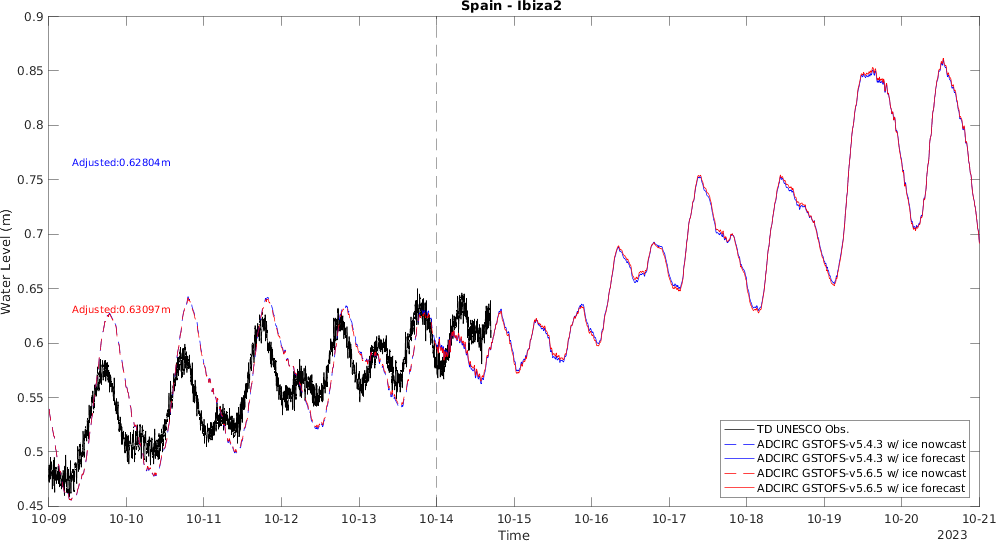 Spain - Ibiza2
0.9
0.85
0.8
0.75
0.7
0.65
0.6
0.55
0.5
0.45
Water Level (m)
Adjusted:0.62804m
Adjusted:0.63097m
TD UNESCO Obs.
ADCIRC GSTOFS-v5.4.3 w/ ice nowcast
ADCIRC GSTOFS-v5.4.3 w/ ice forecast
ADCIRC GSTOFS-v5.6.5 w/ ice nowcast
ADCIRC GSTOFS-v5.6.5 w/ ice forecast
10-09 10-10 10-11 10-12 10-13 10-14 10-15 10-16 10-17 10-18 10-19 10-20 10-21
Time
2023